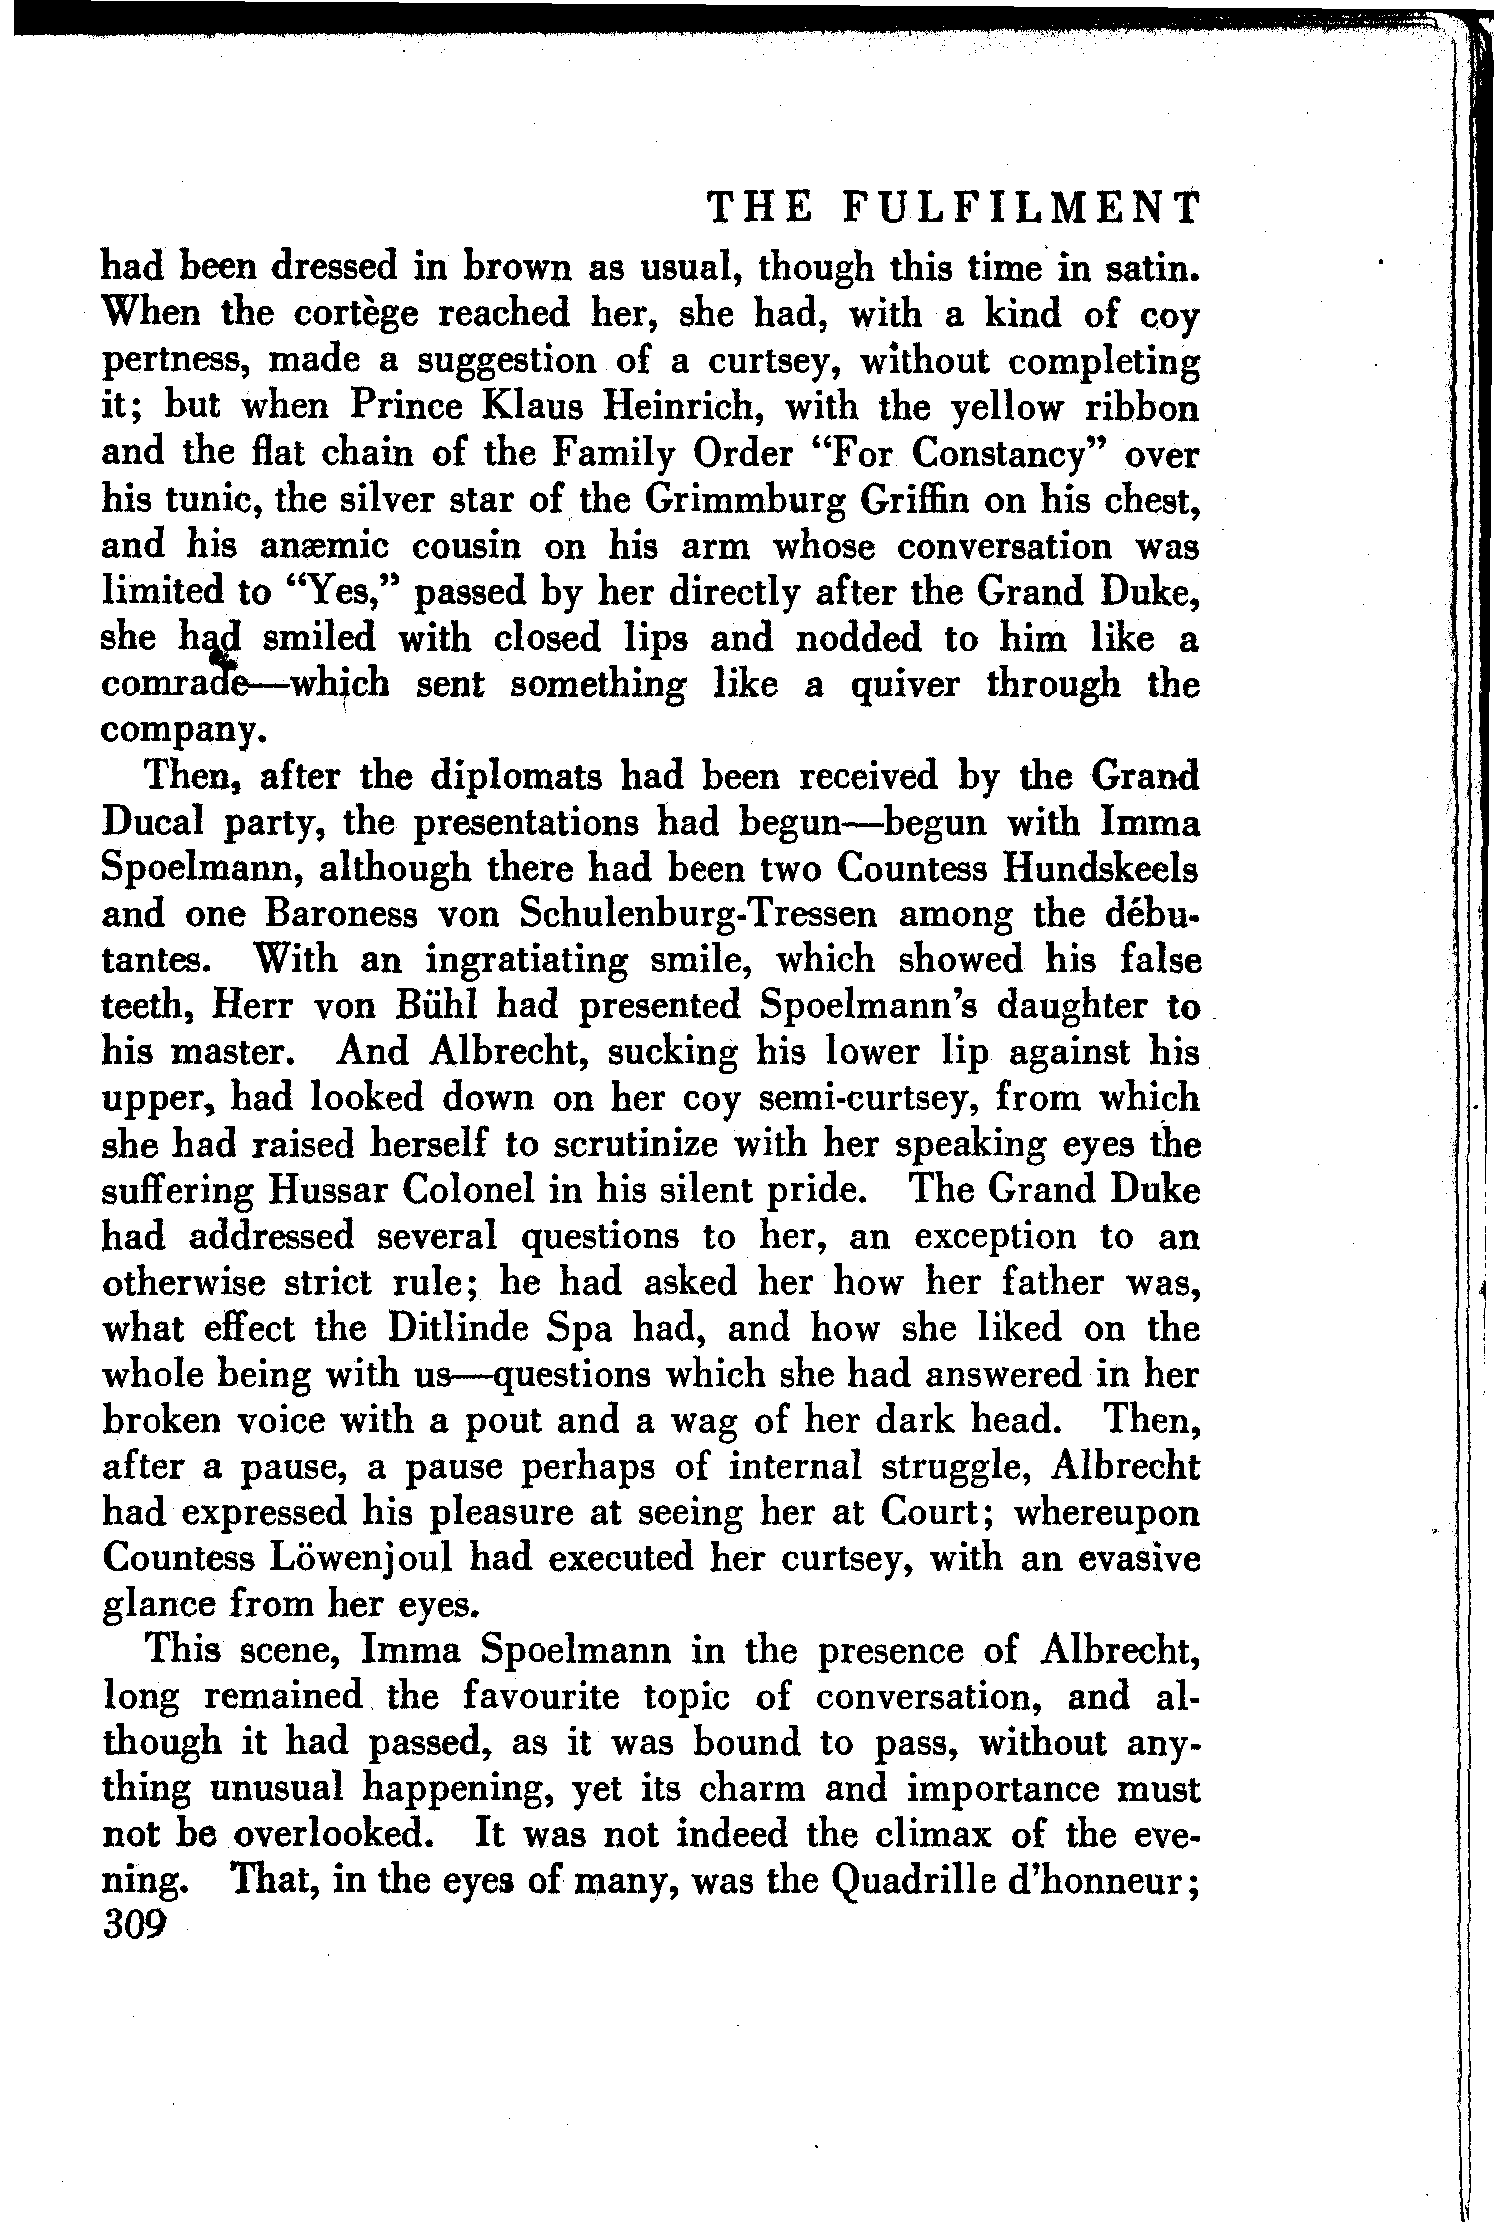 THE FULFILMENT
had been dressed in brown as usual, though this time in satin.
When the cortège reached her, she had, with a kind of coy
pertness, made a suggestion of a curtsey, without completing
it; but when Prince Klaus Heinrich, with the yellow ribbon
and the flat chain of the Family Order “For Constancy” over
his tunic, the silver star of the Grimmburg Griffin on his chest,
and his anæmic cousin on his arm whose conversation was
limited to “Yes,” passed by her directly after the Grand Duke,
she had smiled with closed lips and nodded to him like a
comrade—which sent something like a quiver through the
company.
Then, after the diplomats had been received by the Grand
Ducal party, the presentations had begun—begun with Imma
Spoelmann, although there had been two Countess Hundskeels
and one Baroness von Schulenburg-Tressen among the débu-
tantes. With an ingratiating smile, which showed his false
teeth, Herr von Bühl had presented Spoelmann’s daughter to
his master. And Albrecht, sucking his lower lip against his
upper, had looked down on her coy semi-curtsey, from which
she had raised herself to scrutinize with her speaking eyes the
suffering Hussar Colonel in his silent pride. The Grand Duke
had addressed several questions to her, an exception to an
otherwise strict rule; he had asked her how her father was,
what effect the Ditlinde Spa had, and how she liked on the
whole being with us—questions which she had answered in her
broken voice with a pout and a wag of her dark head. Then,
after a pause, a pause perhaps of internal struggle, Albrecht
had expressed his pleasure at seeing her at Court; whereupon
Countess Löwenjoul had executed her curtsey, with an evasive
glance from her eyes.
This scene, Imma Spoelmann in the presence of Albrecht,
long remained the favourite topic of conversation, and al-
though it had passed, as it was bound to pass, without any-
thing unusual happening, yet its charm and importance must
not be overlooked. It was not indeed the climax of the eve-
ning. That, in the eyes of many, was the Quadrille d’honneur;
309